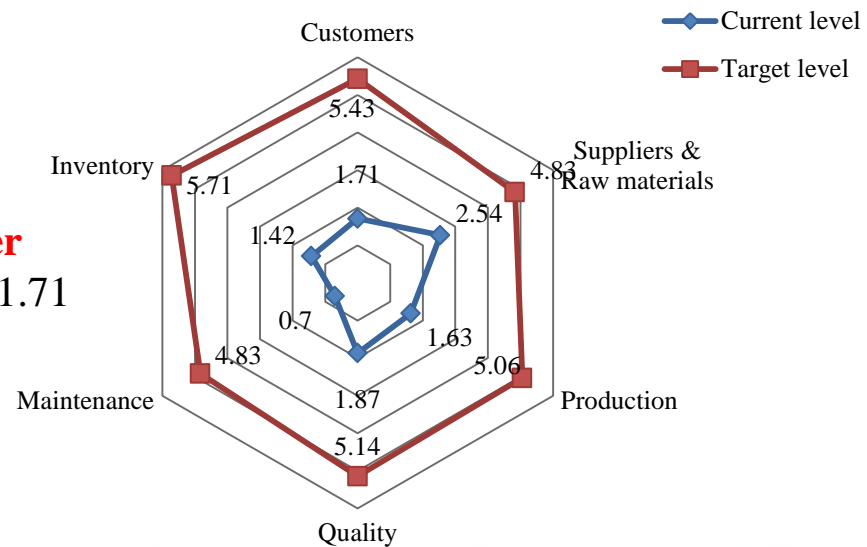 Current level
Target level
Customers
5.43
Suppliers &
Raw materials
4.83
Inventory
5.71
1.71
2.54
1.42
er
1.71
0.7
1.63
4.83
5.06
Maintenance
1.87
Production
5.14
Quality